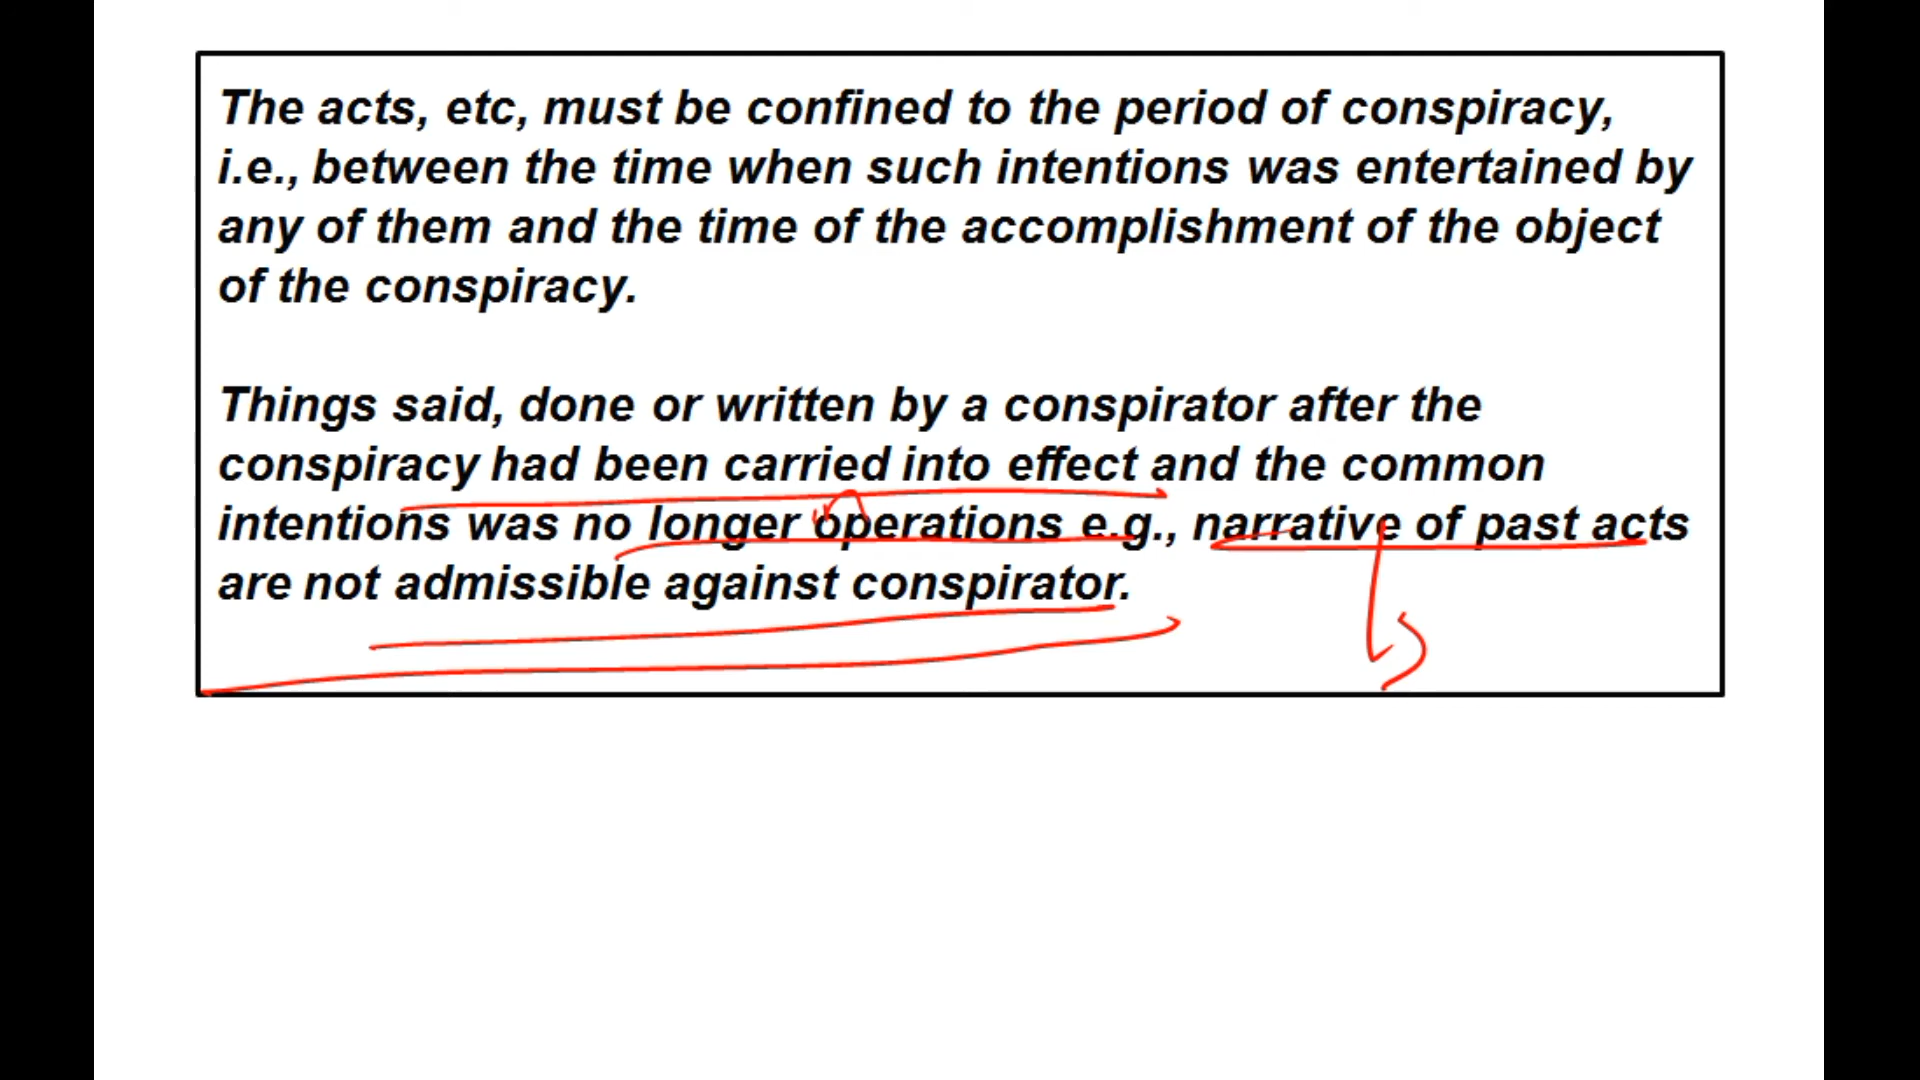 The acts, etc, must be confined to the period of conspiracy,
i.e., between the time when such intentions was entertained by
any of them and the time of the accomplishment of the object
of the conspiracy.
Things said, done or written by a conspirator after the
conspiracy had been carried into effect and the common
intentions was no longer operations e.g., narrative of past acts
are not admissible against conspirator.